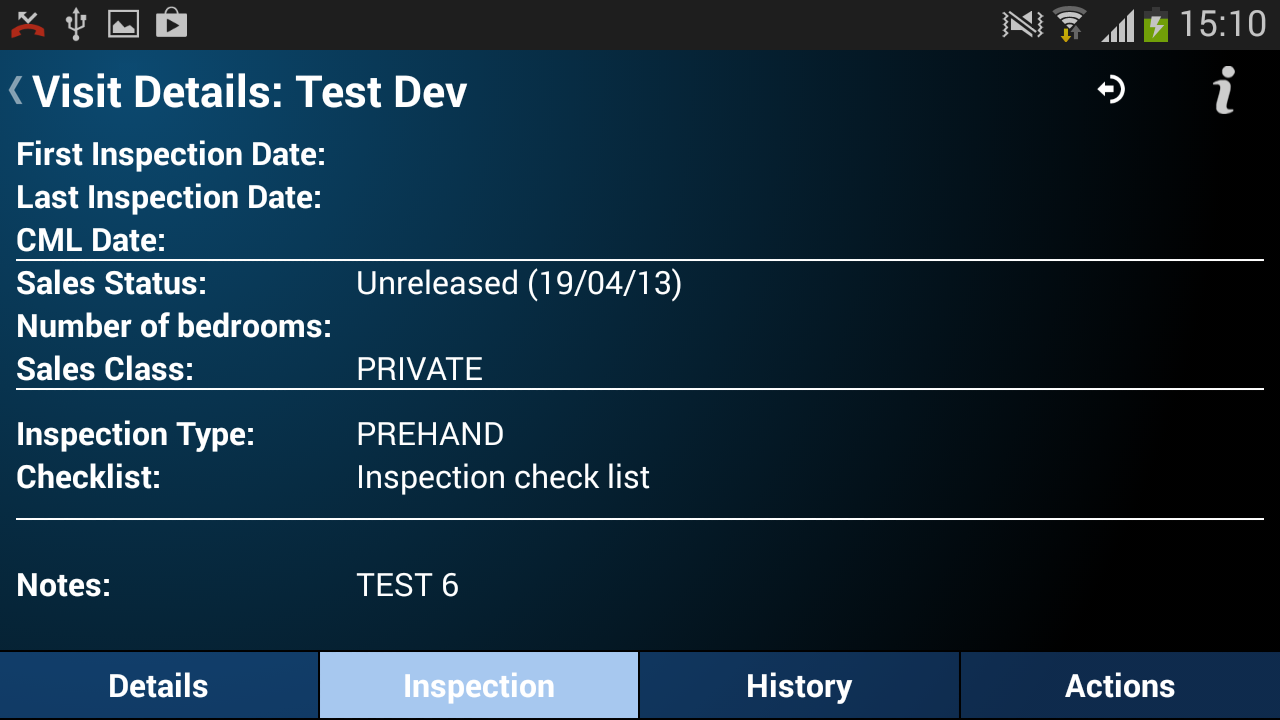 15:10
Visit Details: Test Dev
First Inspection Date:
Last Inspection Date:
CML Date:
Sales Status: Unreleased (19/04/13)
Number of bedrooms:
Sales Class: PRIVATE
Inspection Type: PREHAND
Checklist: Inspection check list
Notes: TEST 6
Details Inspection History Actions